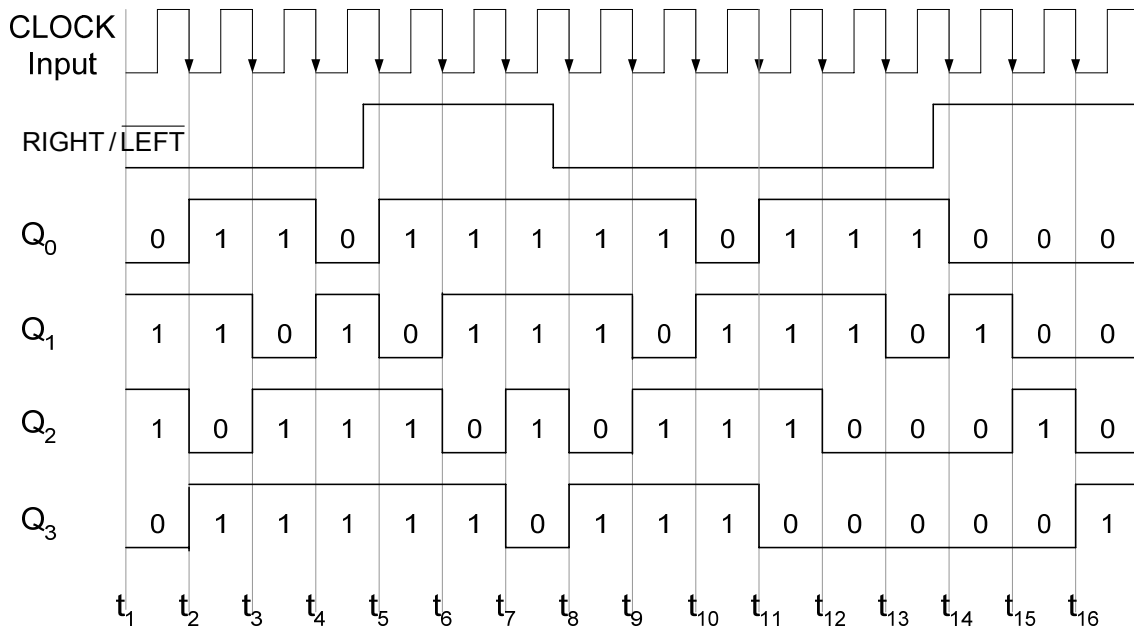 CLOCK
Input
RIGHT / L̅E̅F̅T̅
Q₀ 0 1 1 0 1 1 1 1 1 0 1 1 1 0 0 0
Q₁ 1 1 0 1 0 1 1 1 0 1 1 1 0 1 0 0
Q₂ 1 0 1 1 1 0 1 0 1 1 1 0 0 0 1 0
Q₃ 0 1 1 1 1 1 0 1 1 1 0 0 0 0 0 1
t₁ t₂ t₃ t₄ t₅ t₆ t₇ t₈ t₉ t₁₀ t₁₁ t₁₂ t₁₃ t₁₄ t₁₅ t₁₆